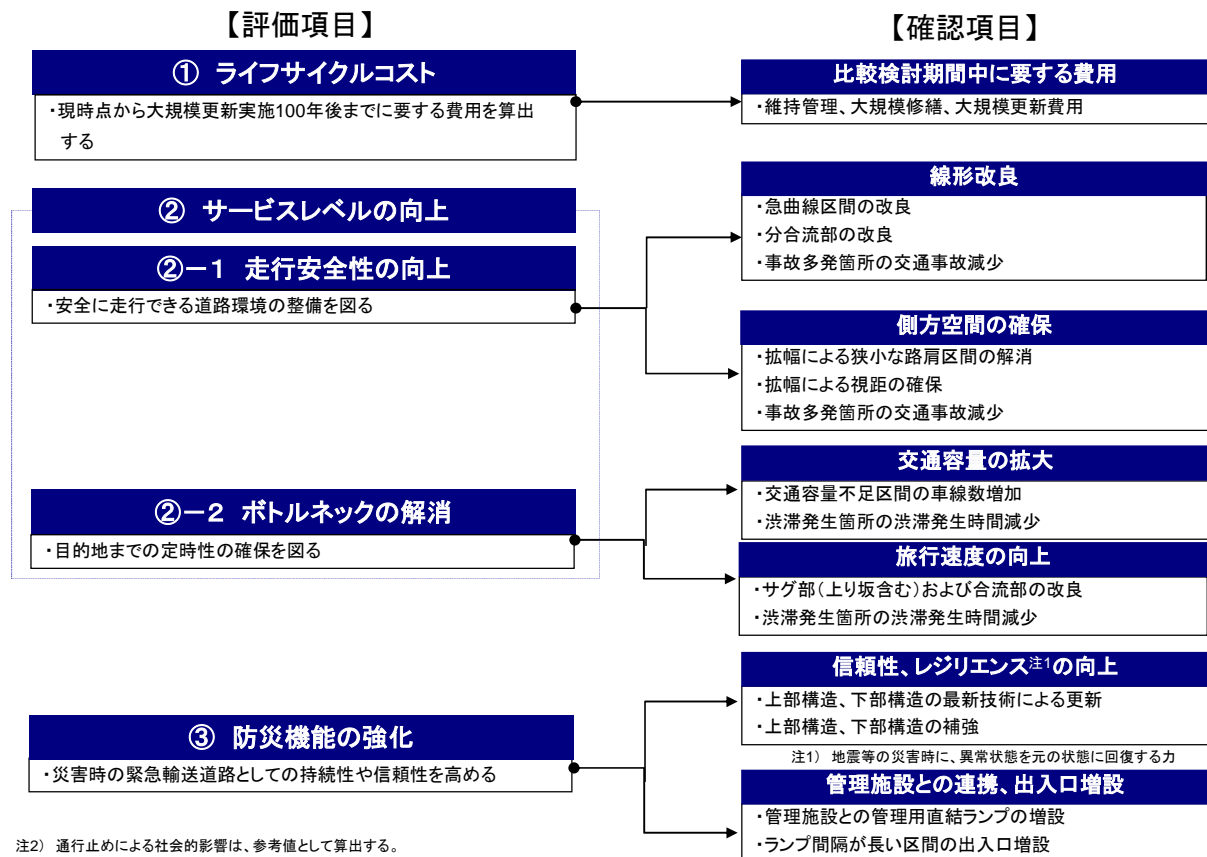 【評価項目】
① ライフサイクルコスト
・現時点から大規模更新実施100年後までに要する費用を算出
する
② サービスレベルの向上
②−1 走行安全性の向上
・安全に走行できる道路環境の整備を図る
②−2 ボトルネックの解消
・目的地までの定時性の確保を図る
③ 防災機能の強化
・災害時の緊急輸送道路としての持続性や信頼性を高める
注2) 通行止めによる社会的影響は、参考値として算出する。
【確認項目】
比較検討期間中に要する費用
・維持管理、大規模修繕、大規模更新費用
線形改良
・急曲線区間の改良
・分合流部の改良
・事故多発箇所の交通事故減少
側方空間の確保
・拡幅による狭小な路肩区間の解消
・拡幅による視距の確保
・事故多発箇所の交通事故減少
交通容量の拡大
・交通容量不足区間の車線数増加
・渋滞発生箇所の渋滞発生時間減少
旅行速度の向上
・サグ部(上り坂含む)および合流部の改良
・渋滞発生箇所の渋滞発生時間減少
信頼性、レジリエンス注1の向上
・上部構造、下部構造の最新技術による更新
・上部構造、下部構造の補強
注1) 地震等の災害時に、異常状態を元の状態に回復する力
管理施設との連携、出入口増設
・管理施設との管理用直結ランプの増設
・ランプ間隔が長い区間の出入口増設